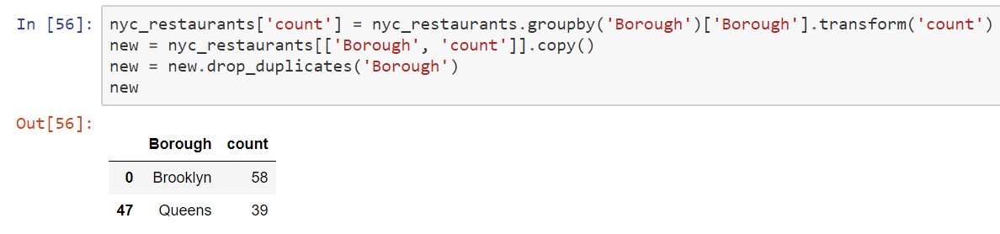 In [56]: nyc_restaurants['count'] = nyc_restaurants.groupby('Borough')['Borough'].transform('count')
new = nyc_restaurants[['Borough', 'count']].copy()
new = new.drop_duplicates('Borough')
new
Out[56]:
Borough count
0 Brooklyn 58
47 Queens 39